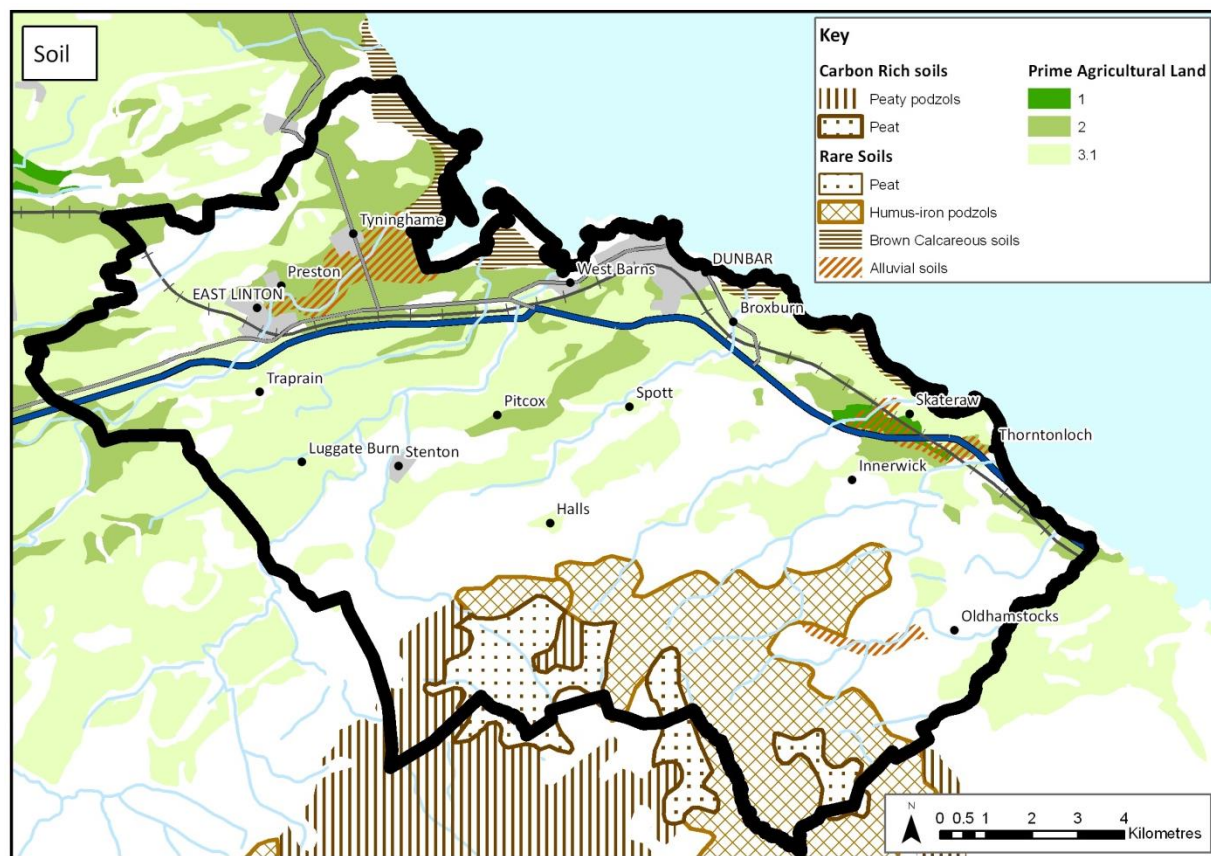 Soil
Key
Carbon Rich soils
Peaty podzols
Peat
Rare Soils
Peat
Humus-iron podzols
Brown Calcareous soils
Alluvial soils
Prime Agricultural Land
1
2
3.1
Tyninghame
Preston
EAST LINTON
West Barns
DUNBAR
Broxburn
Traprain
Pitcox
Spott
Skateraw
Thorntonloch
Luggate Burn
Stenton
Innerwick
Halls
Oldhamstocks
N
0 0.5 1 2 3 4
Kilometres